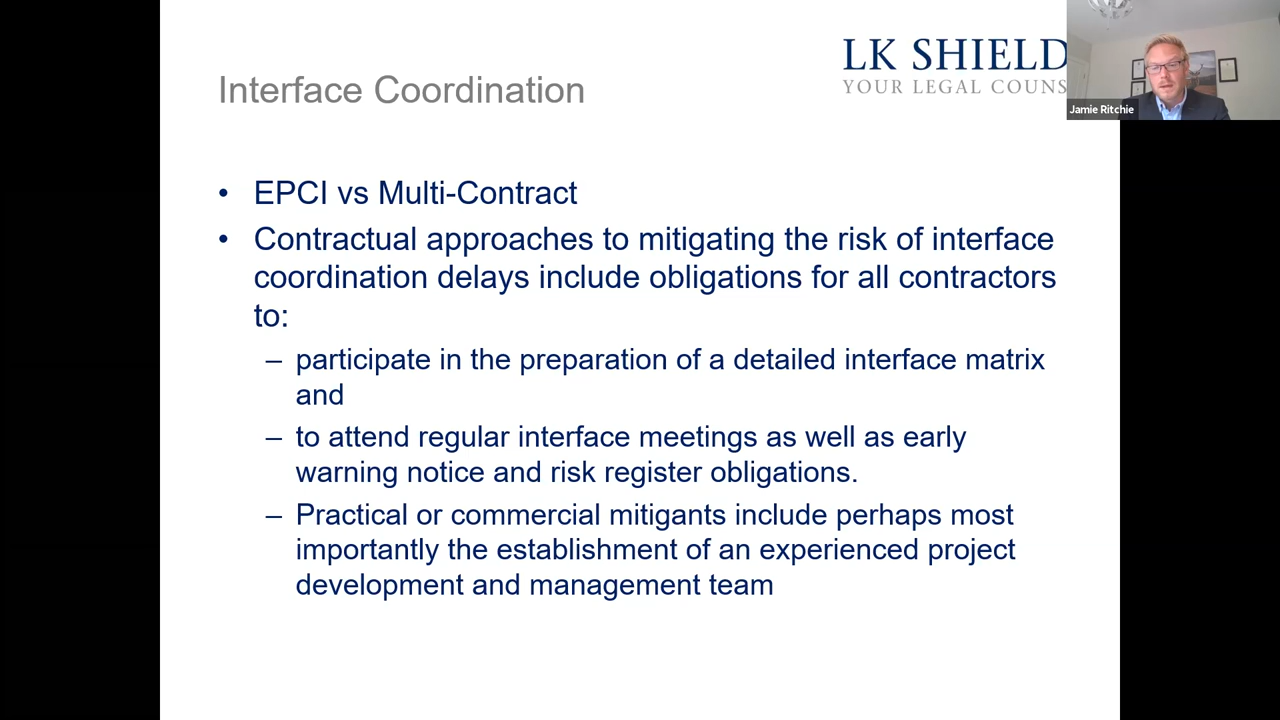 LK SHIELD
YOUR LEGAL COUNS
Jamie Ritchie
Interface Coordination
• EPCI vs Multi-Contract
• Contractual approaches to mitigating the risk of interface
coordination delays include obligations for all contractors
to:
– participate in the preparation of a detailed interface matrix
and
– to attend regular interface meetings as well as early
warning notice and risk register obligations.
– Practical or commercial mitigants include perhaps most
importantly the establishment of an experienced project
development and management team